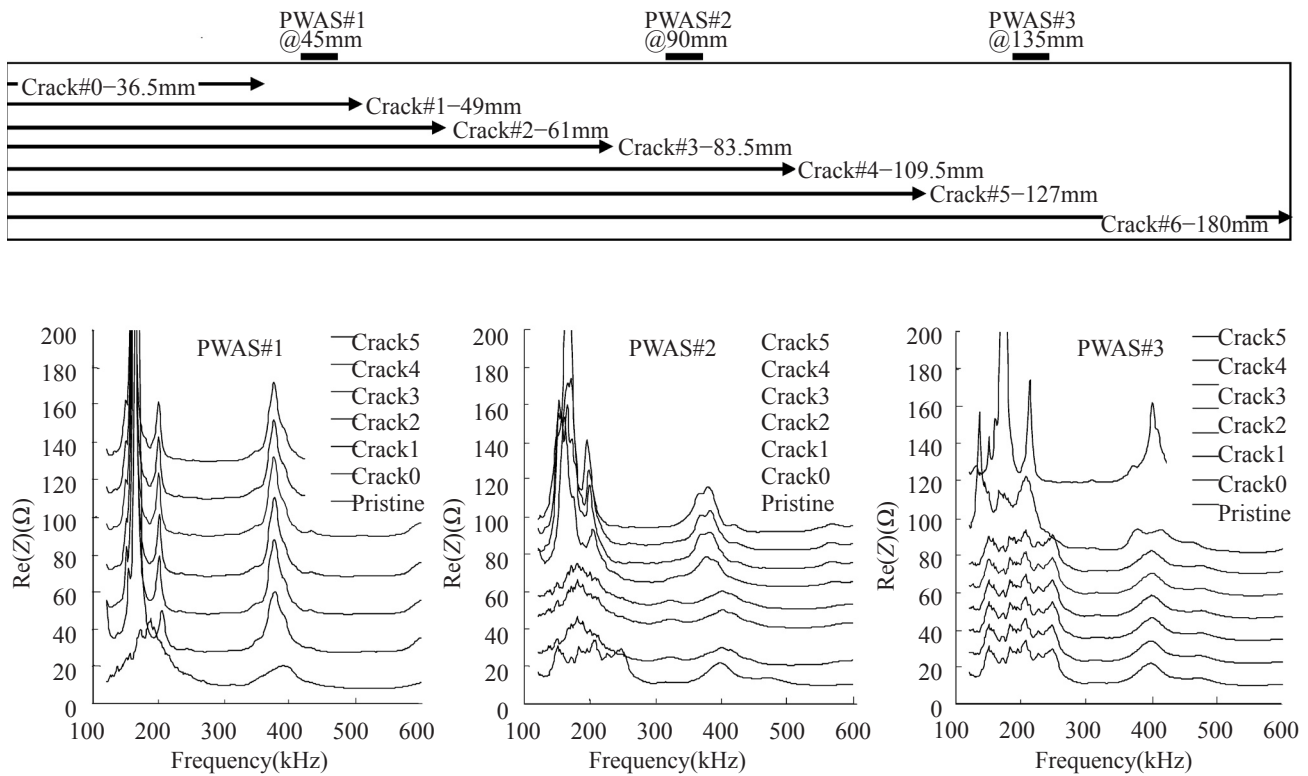 PWAS#1
@45mm
PWAS#2
@90mm
PWAS#3
@135mm
Crack#0−36.5mm
Crack#1−49mm
Crack#2−61mm
Crack#3−83.5mm
Crack#4−109.5mm
Crack#5−127mm
Crack#6−180mm
200
180
160
140
120
100
80
60
40
20
0
Re(Z)(Ω)
PWAS#1
Crack5
Crack4
Crack3
Crack2
Crack1
Crack0
Pristine
100 200 300 400 500 600
Frequency(kHz)
200
180
160
140
120
100
80
60
40
20
0
Re(Z)(Ω)
PWAS#2
Crack5
Crack4
Crack3
Crack2
Crack1
Crack0
Pristine
100 200 300 400 500 600
Frequency(kHz)
200
180
160
140
120
100
80
60
40
20
0
Re(Z)(Ω)
PWAS#3
Crack5
Crack4
Crack3
Crack2
Crack1
Crack0
Pristine
100 200 300 400 500 600
Frequency(kHz)